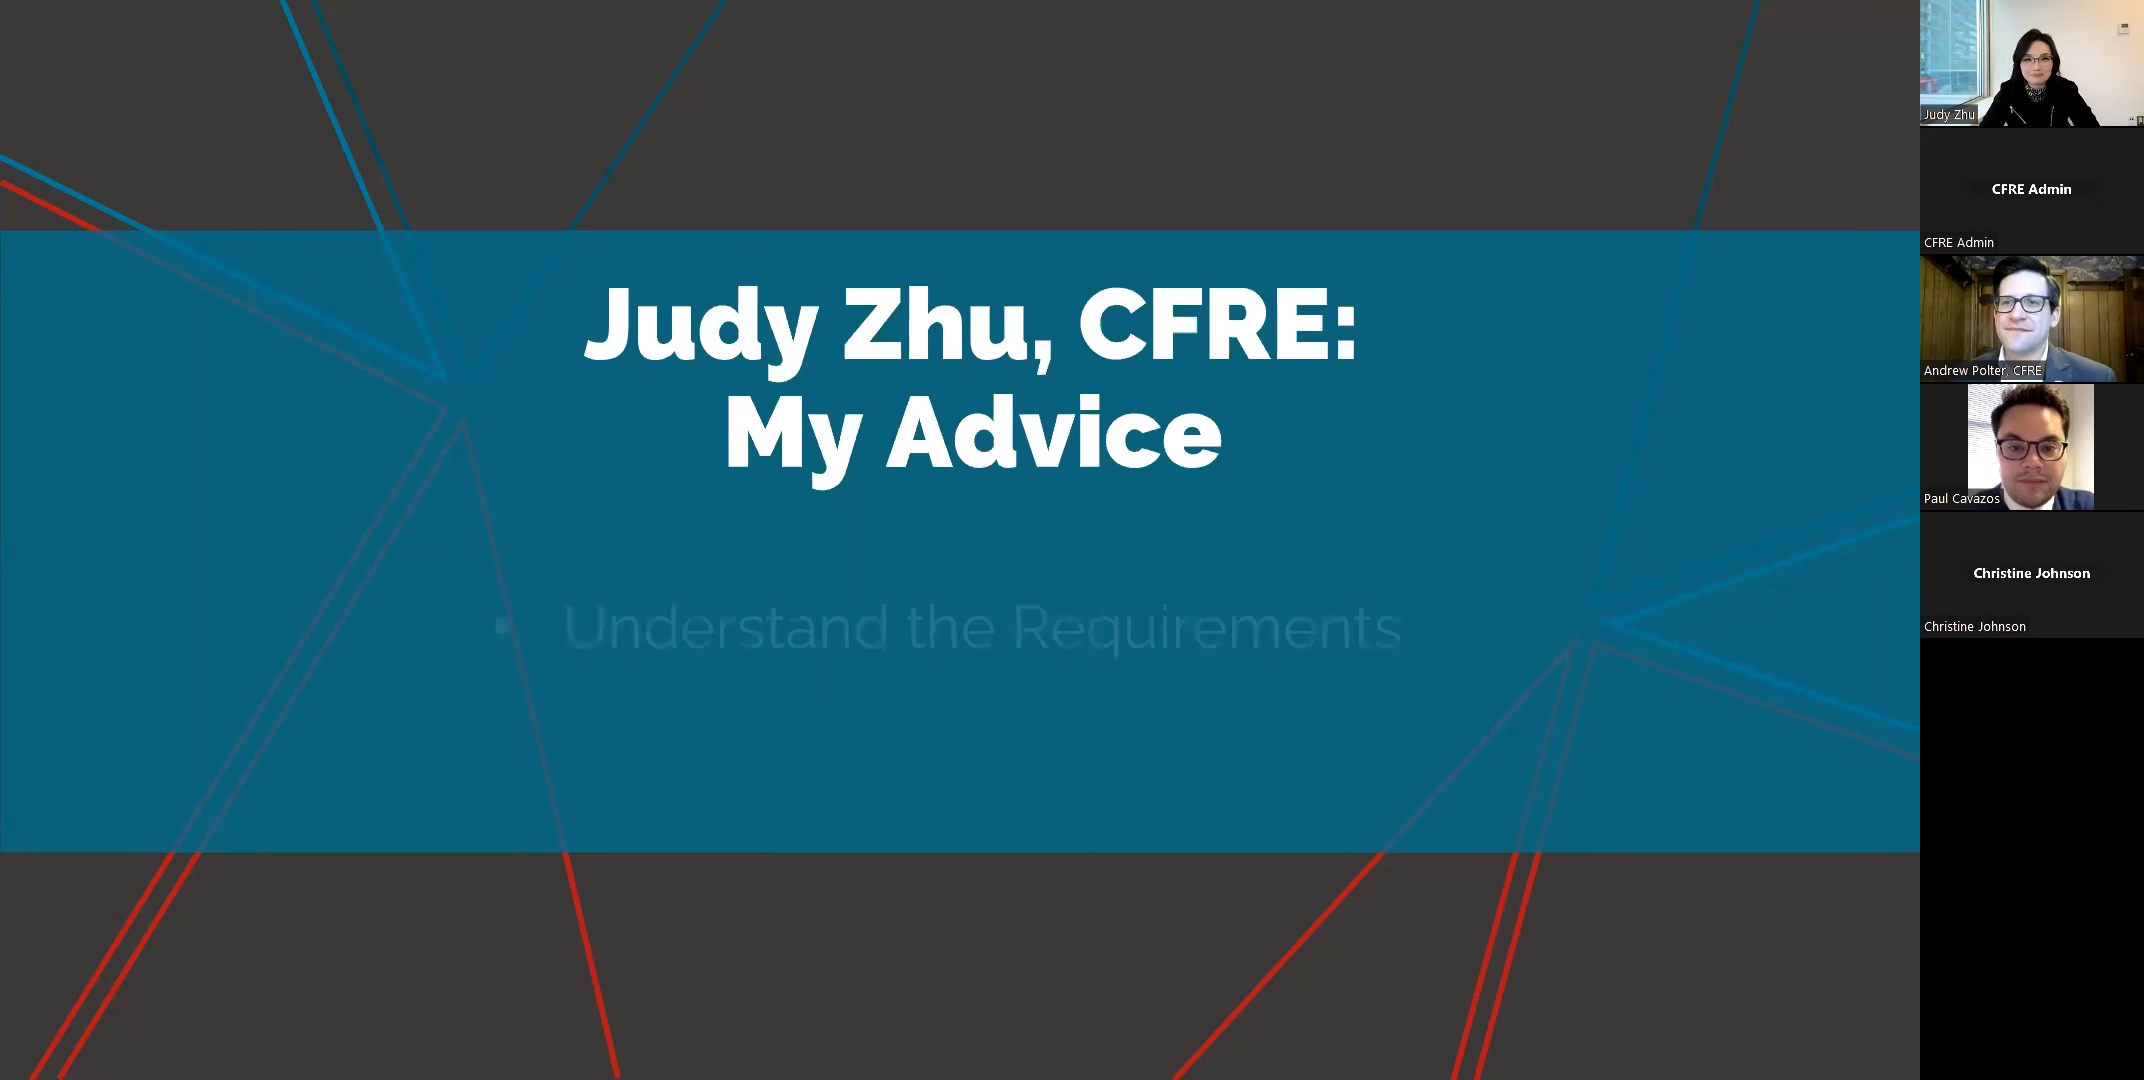 Judy Zhu, CFRE:
My Advice
• Understand the Requirements
Judy Zhu
CFRE Admin
CFRE Admin
Andrew Polter, CFRE
Paul Cavazos
Christine Johnson
Christine Johnson